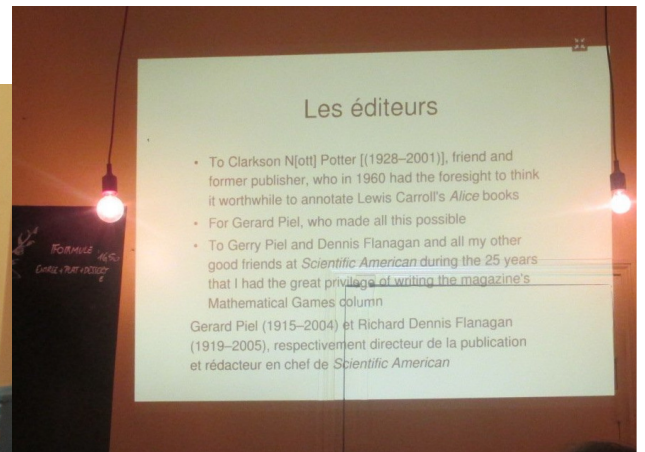 Les éditeurs
• To Clarkson N[ott] Potter [(1928–2001)], friend and
former publisher, who in 1960 had the foresight to think
it worthwhile to annotate Lewis Carroll's Alice books
• For Gerard Piel, who made all this possible
• To Gerry Piel and Dennis Flanagan and all my other
good friends at Scientific American during the 25 years
that I had the great privilege of writing the magazine's
Mathematical Games column
Gerard Piel (1915–2004) et Richard Dennis Flanagan
(1919–2005), respectivement directeur de la publication
et rédacteur en chef de Scientific American
FORMULE